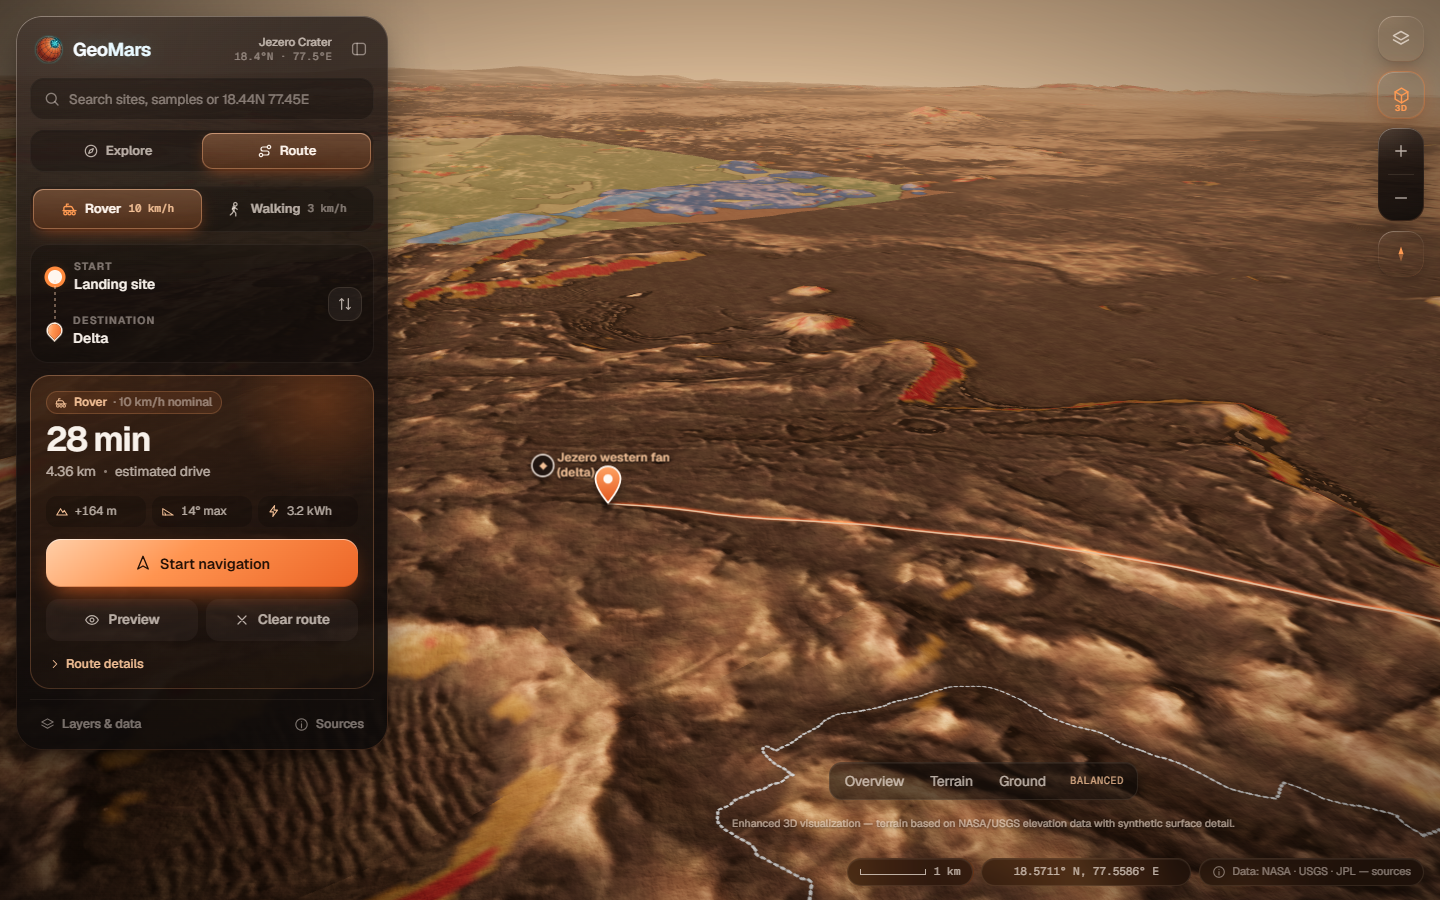 GeoMars
Jezero Crater
18.4°N · 77.5°E
Search sites, samples or 18.44N 77.45E
Explore
Route
Rover 10 km/h
Walking 3 km/h
START
Landing site
DESTINATION
Delta
Rover · 10 km/h nominal
28 min
4.36 km · estimated drive
+164 m
14° max
3.2 kWh
Start navigation
Preview
Clear route
Route details
Layers & data
Sources
Jezero western fan
(delta)
3D
Overview
Terrain
Ground
BALANCED
Enhanced 3D visualization — terrain based on NASA/USGS elevation data with synthetic surface detail.
1 km
18.5711° N, 77.5586° E
Data: NASA · USGS · JPL — sources